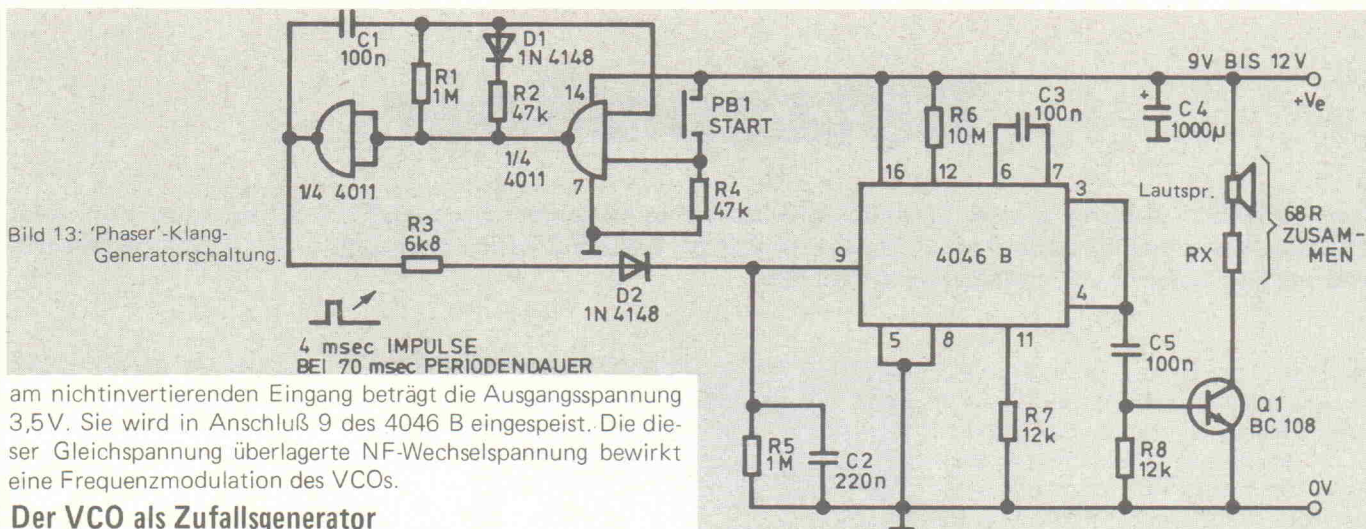 C1
100n
D1
1N 4148
R1
1M
R2
47k
14
PB1
START
1/4 4011
1/4
4011
7
R4
47k
Bild 13: 'Phaser'-Klang-
Generatorschaltung.
R3
6k8
D2
1N 4148
4 msec IMPULSE
BEI 70 msec PERIODENDAUER
9V BIS 12V
+Ve
R6
10M
C3
100n
+
C4
1000µ
16
12
6
7
3
Lautspr.
68R
ZUSAM-
MEN
RX
9
4046 B
4
5
8
11
C5
100n
Q1
BC 108
R5
1M
C2
220n
R7
12k
R8
12k
0V
am nichtinvertierenden Eingang beträgt die Ausgangsspannung
3,5V. Sie wird in Anschluß 9 des 4046 B eingespeist. Die die-
ser Gleichspannung überlagerte NF-Wechselspannung bewirkt
eine Frequenzmodulation des VCOs.
Der VCO als Zufallsgenerator